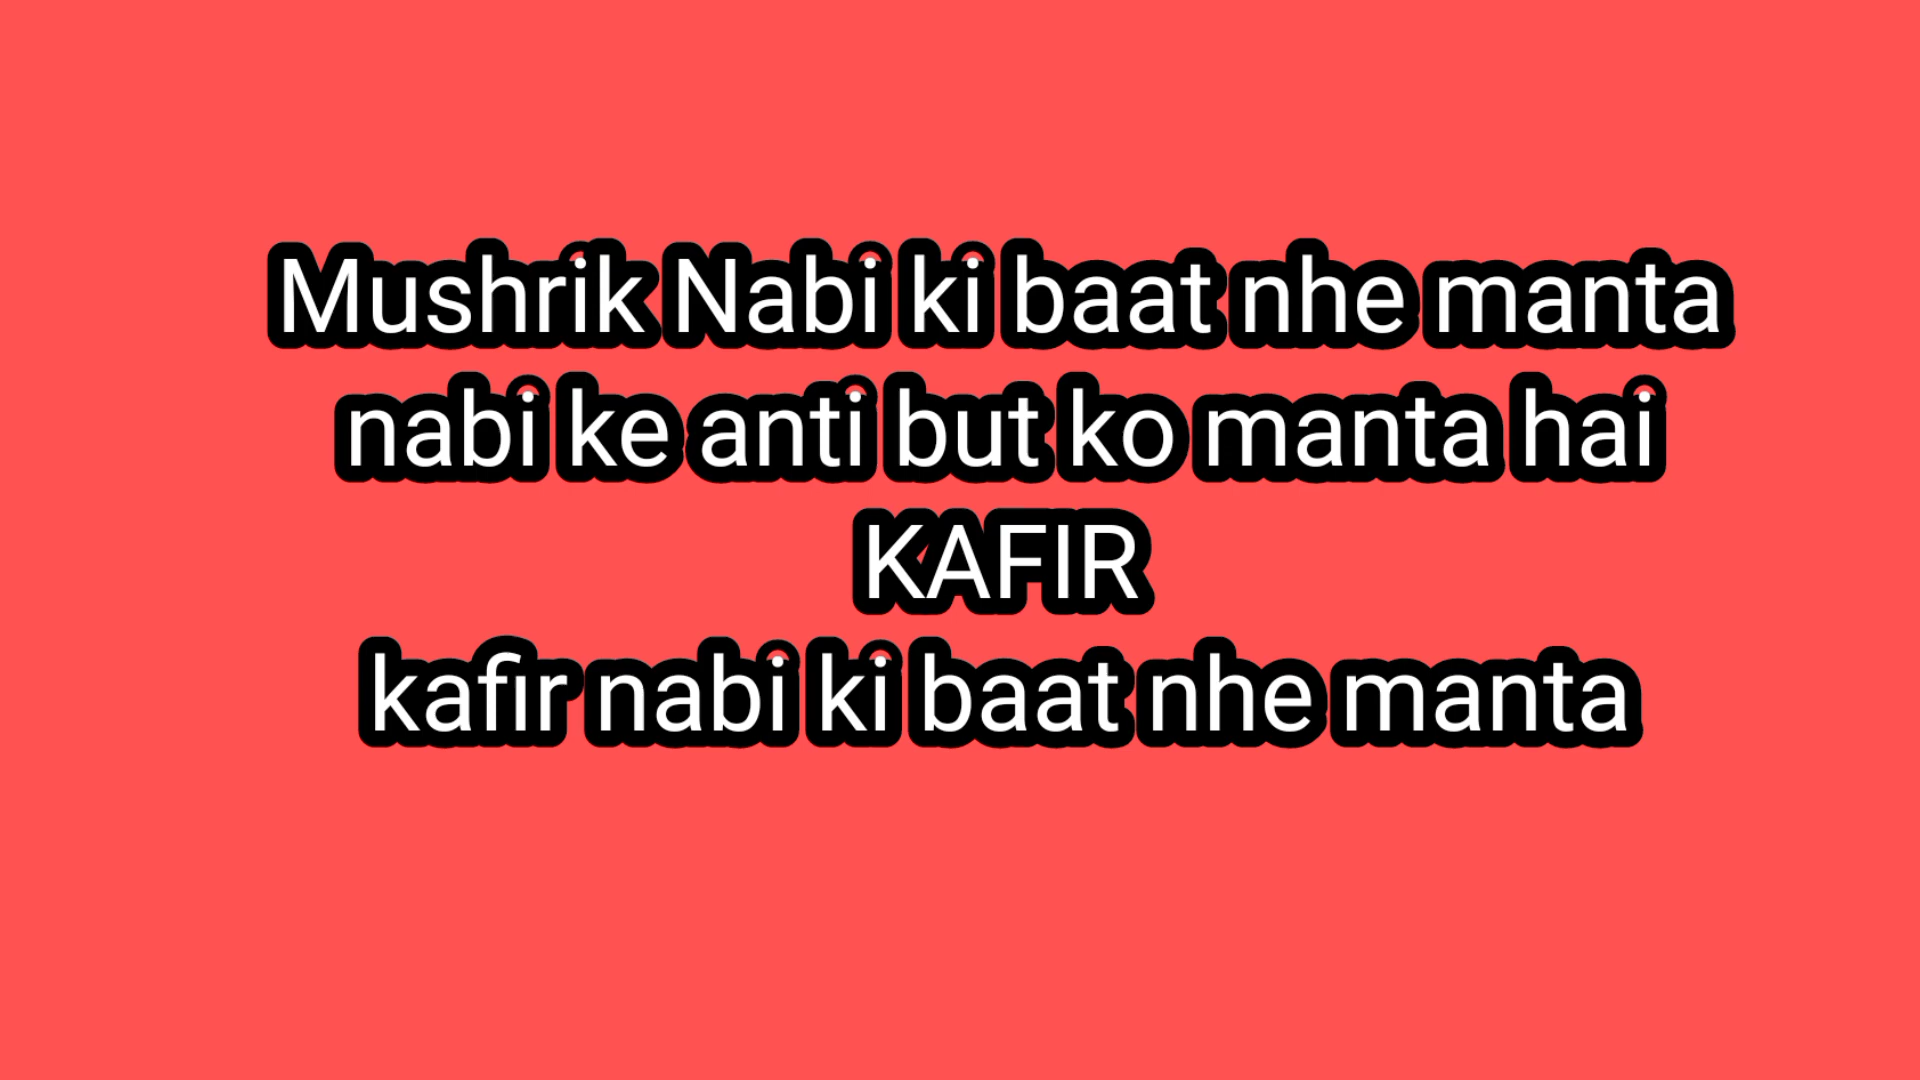 Mushrik Nabi ki baat nhe manta
nabi ke anti but ko manta hai
KAFIR
kafir nabi ki baat nhe manta